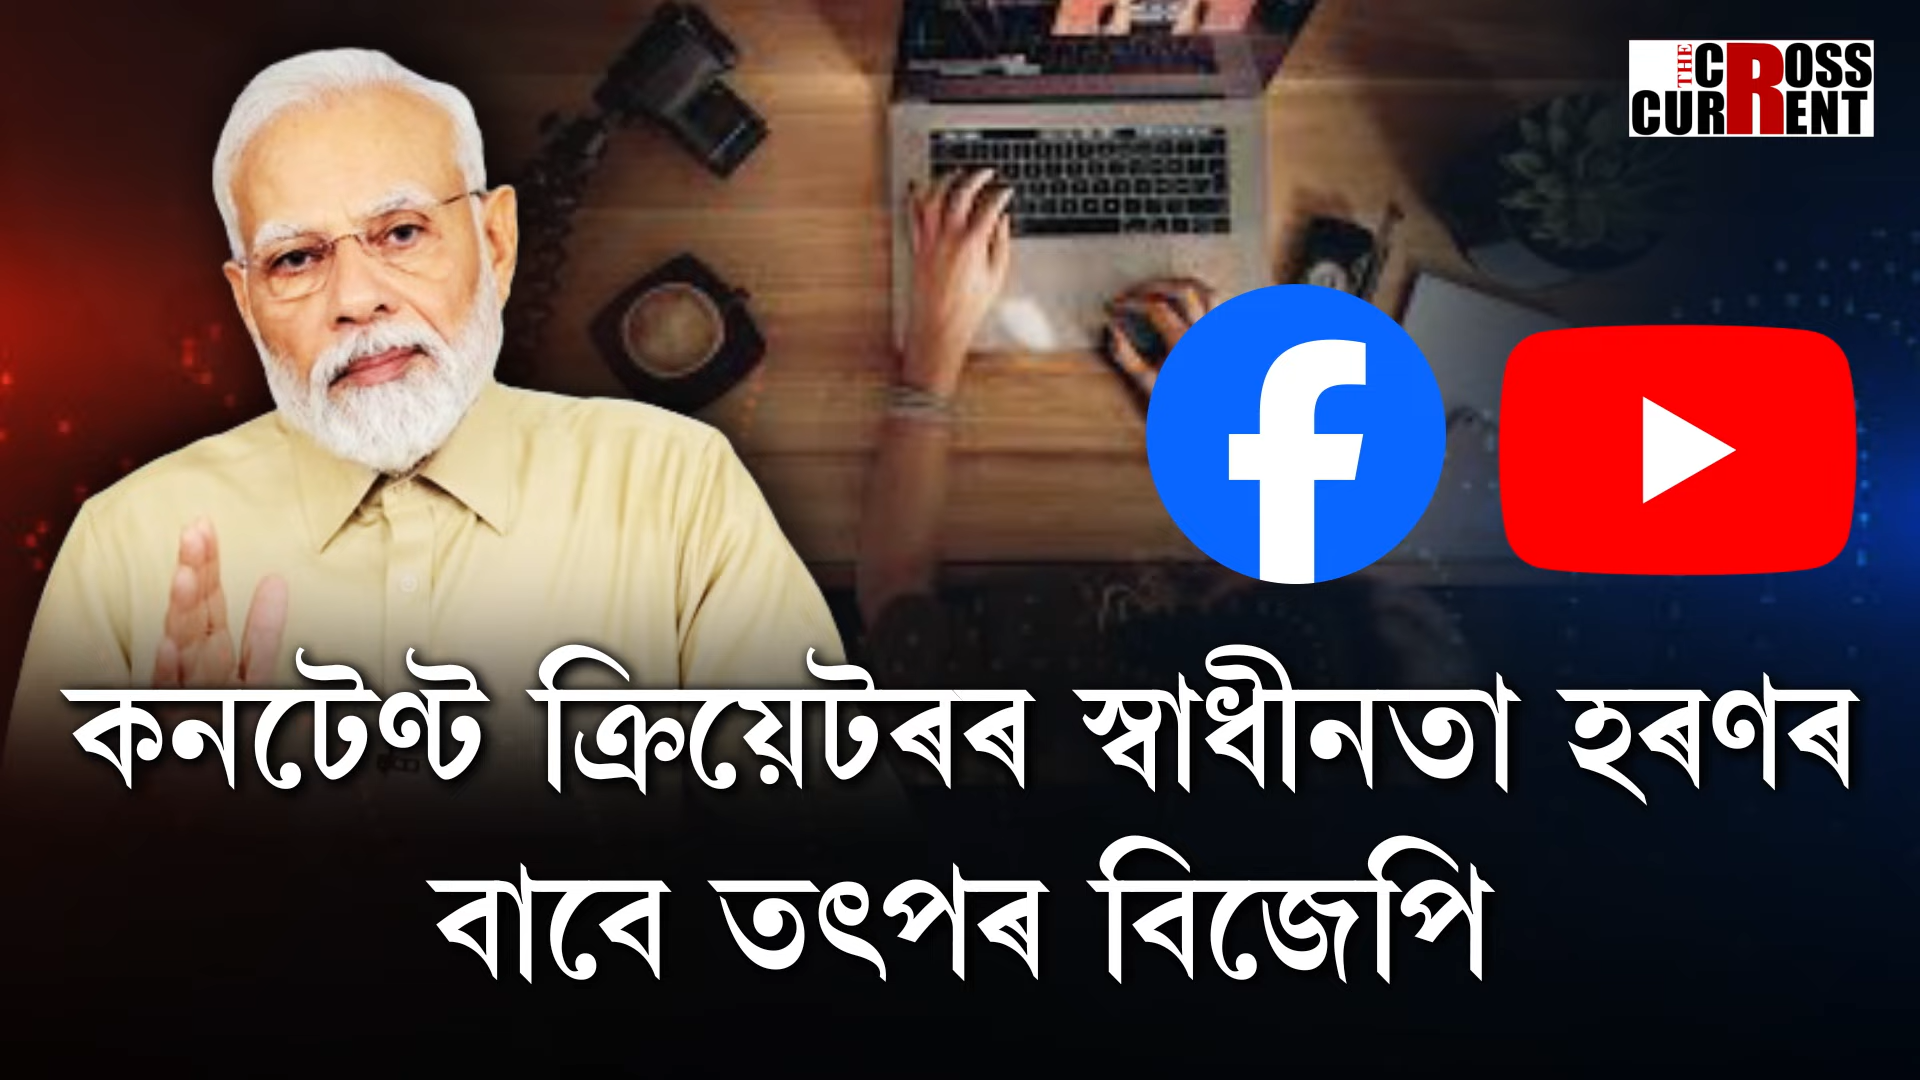 THE CROSS
CURRENT
কনটেণ্ট ক্ৰিয়েটৰৰ স্বাধীনতা হৰণৰ
বাবে তৎপৰ বিজেপি